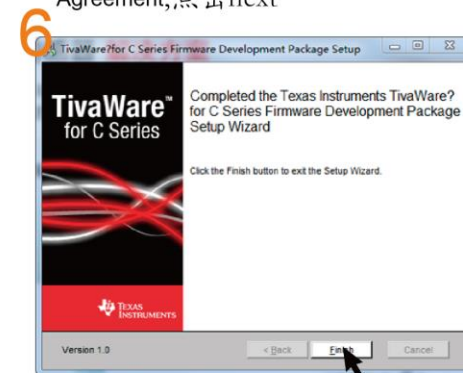 Agreement,点击next
6
TivaWare?for C Series Firmware Development Package Setup
TivaWare™
for C Series
Completed the Texas Instruments TivaWare?
for C Series Firmware Development Package
Setup Wizard
Click the Finish button to exit the Setup Wizard.
TEXAS
INSTRUMENTS
Version 1.0
< Back
Finish
Cancel